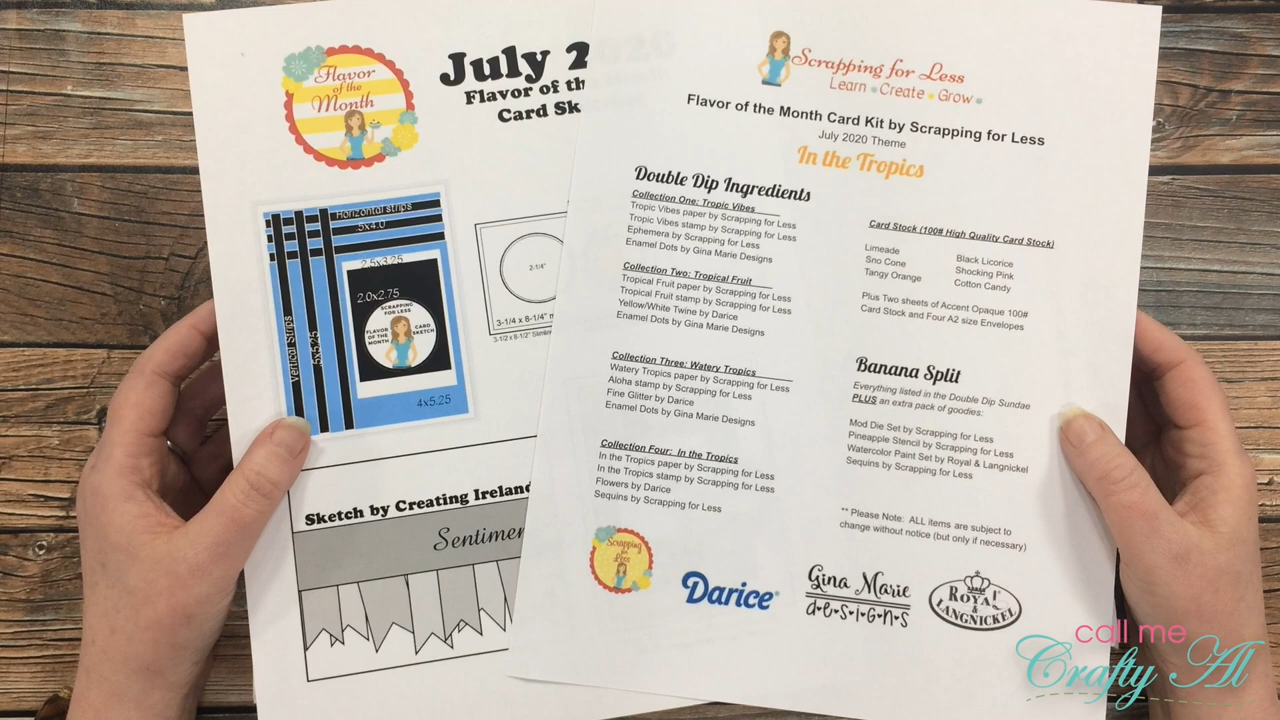 Flavor
of the
Month
July 2
Flavor of th
Card Sk
Horizontal strips
.5x4.0
2.5x3.25
2.0x2.75
SCRAPPING
FOR LESS
FLAVOR
OF THE
MONTH
CARD
SKETCH
Vertical Strips
.5x5.25
4x5.25
2-1/4"
3-1/4 x 8-1/4" m
3-1/2 x 8-1/2" Slimline
Sketch by Creating Ireland
Sentimen
Scrapping for Less
Learn Create Grow
Flavor of the Month Card Kit by Scrapping for Less
July 2020 Theme
In the Tropics
Double Dip Ingredients
Collection One: Tropic Vibes
Tropic Vibes paper by Scrapping for Less
Tropic Vibes stamp by Scrapping for Less
Ephemera by Scrapping for Less
Enamel Dots by Gina Marie Designs
Collection Two: Tropical Fruit
Tropical Fruit paper by Scrapping for Less
Tropical Fruit stamp by Scrapping for Less
Yellow/White Twine by Darice
Enamel Dots by Gina Marie Designs
Collection Three: Watery Tropics
Watery Tropics paper by Scrapping for Less
Aloha stamp by Scrapping for Less
Fine Glitter by Darice
Enamel Dots by Gina Marie Designs
Collection Four: In the Tropics
In the Tropics paper by Scrapping for Less
In the Tropics stamp by Scrapping for Less
Flowers by Darice
Sequins by Scrapping for Less
Card Stock (100# High Quality Card Stock)
Limeade
Sno Cone
Tangy Orange
Black Licorice
Shocking Pink
Cotton Candy
Plus Two sheets of Accent Opaque 100#
Card Stock and Four A2 size Envelopes
Banana Split
Everything listed in the Double Dip Sundae
PLUS an extra pack of goodies:
Mod Die Set by Scrapping for Less
Pineapple Stencil by Scrapping for Less
Watercolor Paint Set by Royal & Langnickel
Sequins by Scrapping for Less
** Please Note: ALL items are subject to
change without notice (but only if necessary)
Scrapping
for
Less
Darice
Gina Marie
designs
ROYAL
&
LANGNICKEL
call me
Crafty Al